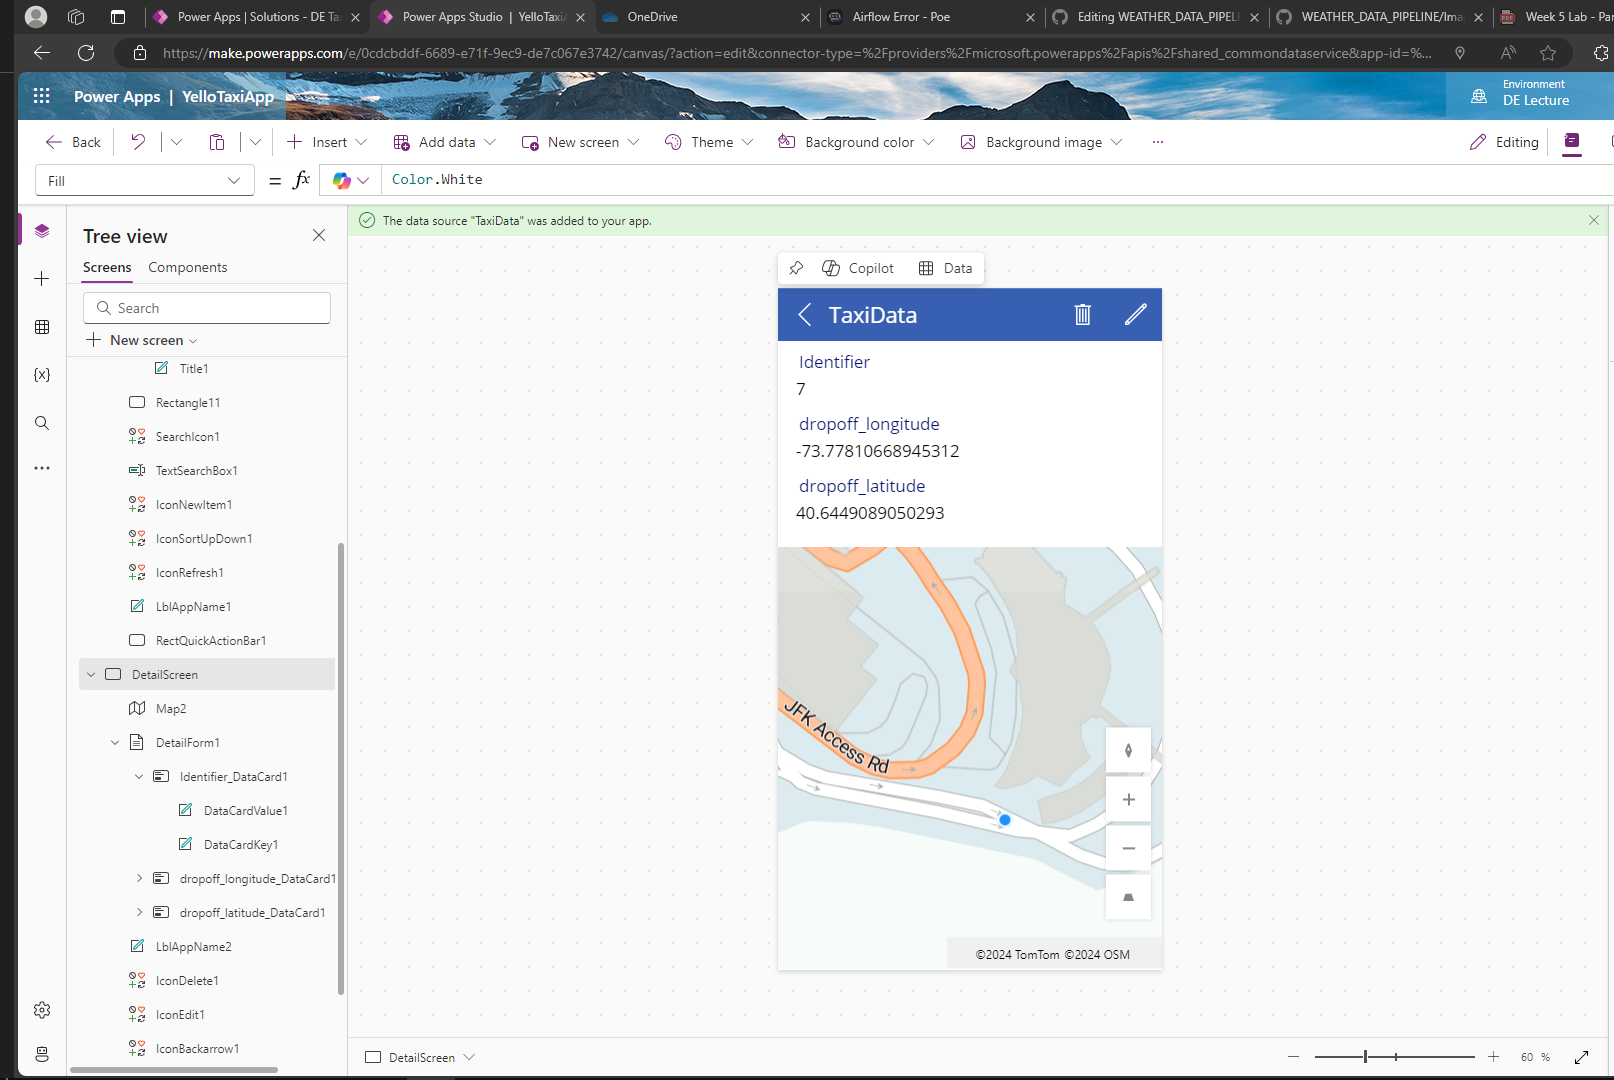 Power Apps | Solutions - DE Ta
Power Apps Studio | YelloTaxiA
OneDrive
Airflow Error - Poe
Editing WEATHER_DATA_PIPEL
WEATHER_DATA_PIPELINE/Ima
Week 5 Lab - Par
https://make.powerapps.com/e/0cdcbddf-6689-e71f-9ec9-de7c067e3742/canvas/?action=edit&connector-type=%2Fproviders%2Fmicrosoft.powerapps%2Fapis%2Fshared_commondataservice&app-id=%...
Power Apps | YelloTaxiApp
Environment
DE Lecture
Back
Insert
Add data
New screen
Theme
Background color
Background image
...
Editing
Fill
= fx
Color.White
The data source "TaxiData" was added to your app.
Tree view
Screens
Components
Search
New screen
Title1
Rectangle11
SearchIcon1
TextSearchBox1
IconNewItem1
IconSortUpDown1
IconRefresh1
LblAppName1
RectQuickActionBar1
DetailScreen
Map2
DetailForm1
Identifier_DataCard1
DataCardValue1
DataCardKey1
dropoff_longitude_DataCard1
dropoff_latitude_DataCard1
LblAppName2
IconDelete1
IconEdit1
IconBackarrow1
Copilot
Data
TaxiData
Identifier
7
dropoff_longitude
-73.77810668945312
dropoff_latitude
40.6449089050293
JFK Access Rd
©2024 TomTom ©2024 OSM
DetailScreen
60 %